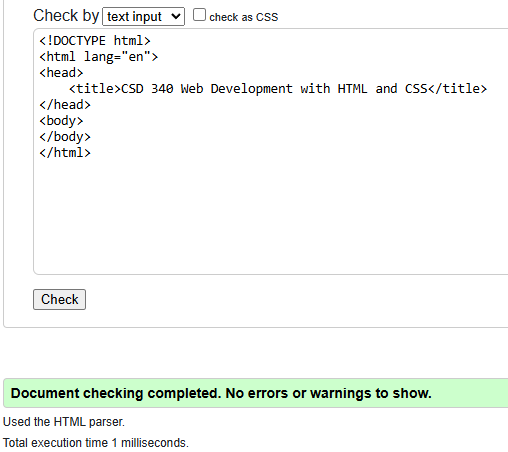 Check by text input check as CSS
<!DOCTYPE html>
<html lang="en">
<head>
    <title>CSD 340 Web Development with HTML and CSS</title>
</head>
<body>
</body>
</html>
Check
Document checking completed. No errors or warnings to show.
Used the HTML parser.
Total execution time 1 milliseconds.